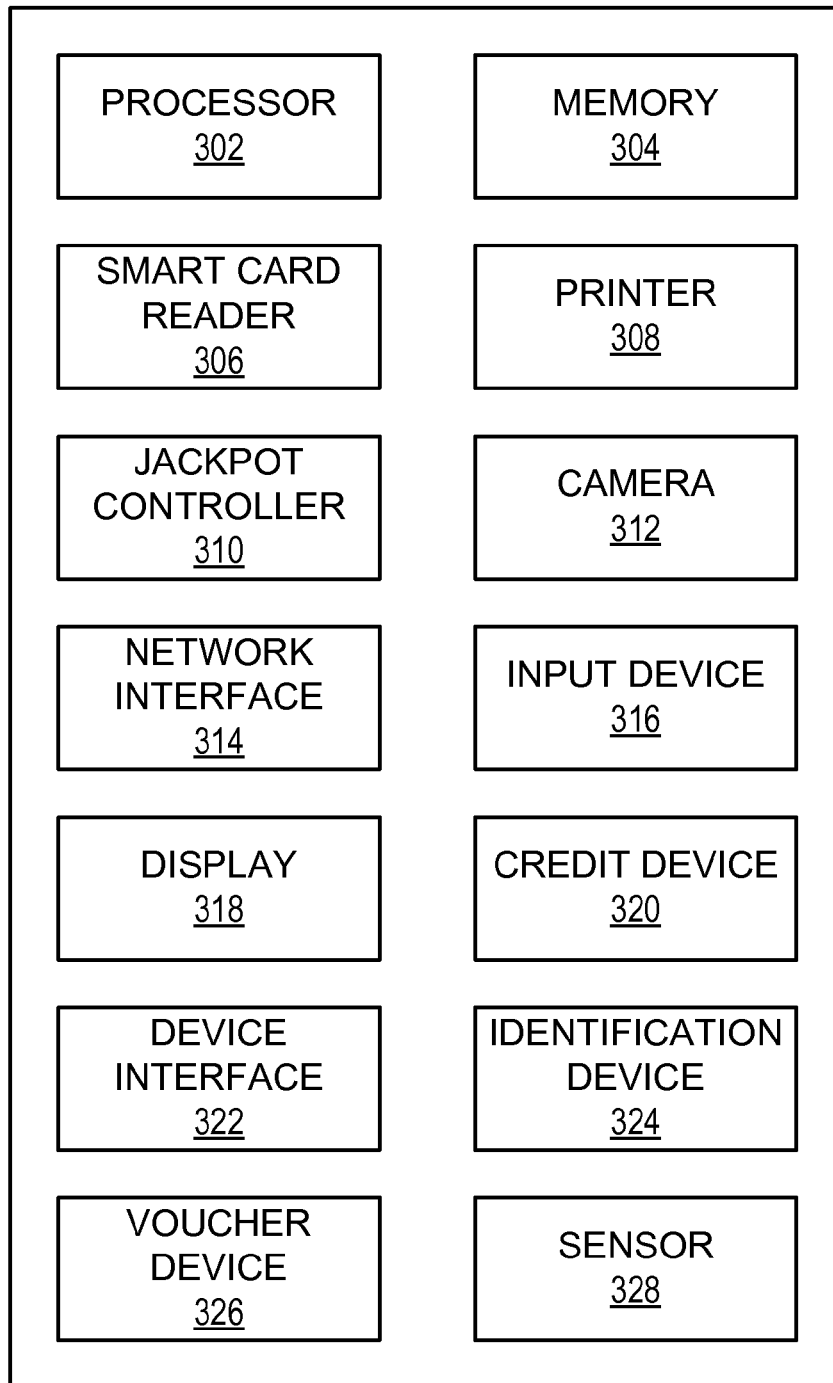 PROCESSOR
302
MEMORY
304
SMART CARD
READER
306
PRINTER
308
JACKPOT
CONTROLLER
310
CAMERA
312
NETWORK
INTERFACE
314
INPUT DEVICE
316
DISPLAY
318
CREDIT DEVICE
320
DEVICE
INTERFACE
322
IDENTIFICATION
DEVICE
324
VOUCHER
DEVICE
326
SENSOR
328